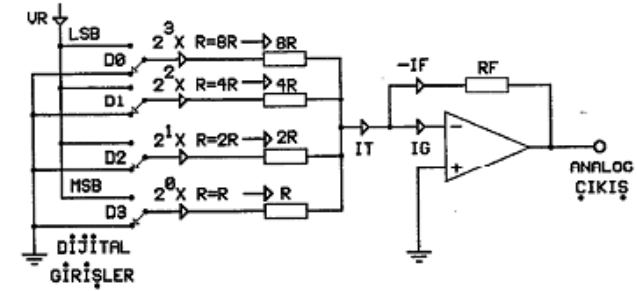 VR
LSB
D0 2³X R=8R 8R
D1 2²X R=4R 4R
D2 2¹X R=2R 2R
MSB
D3 2⁰X R=R R
DİJİTAL
GİRİŞLER
IT
-IF
RF
IG
-
+
ANALOG
ÇIKIŞ